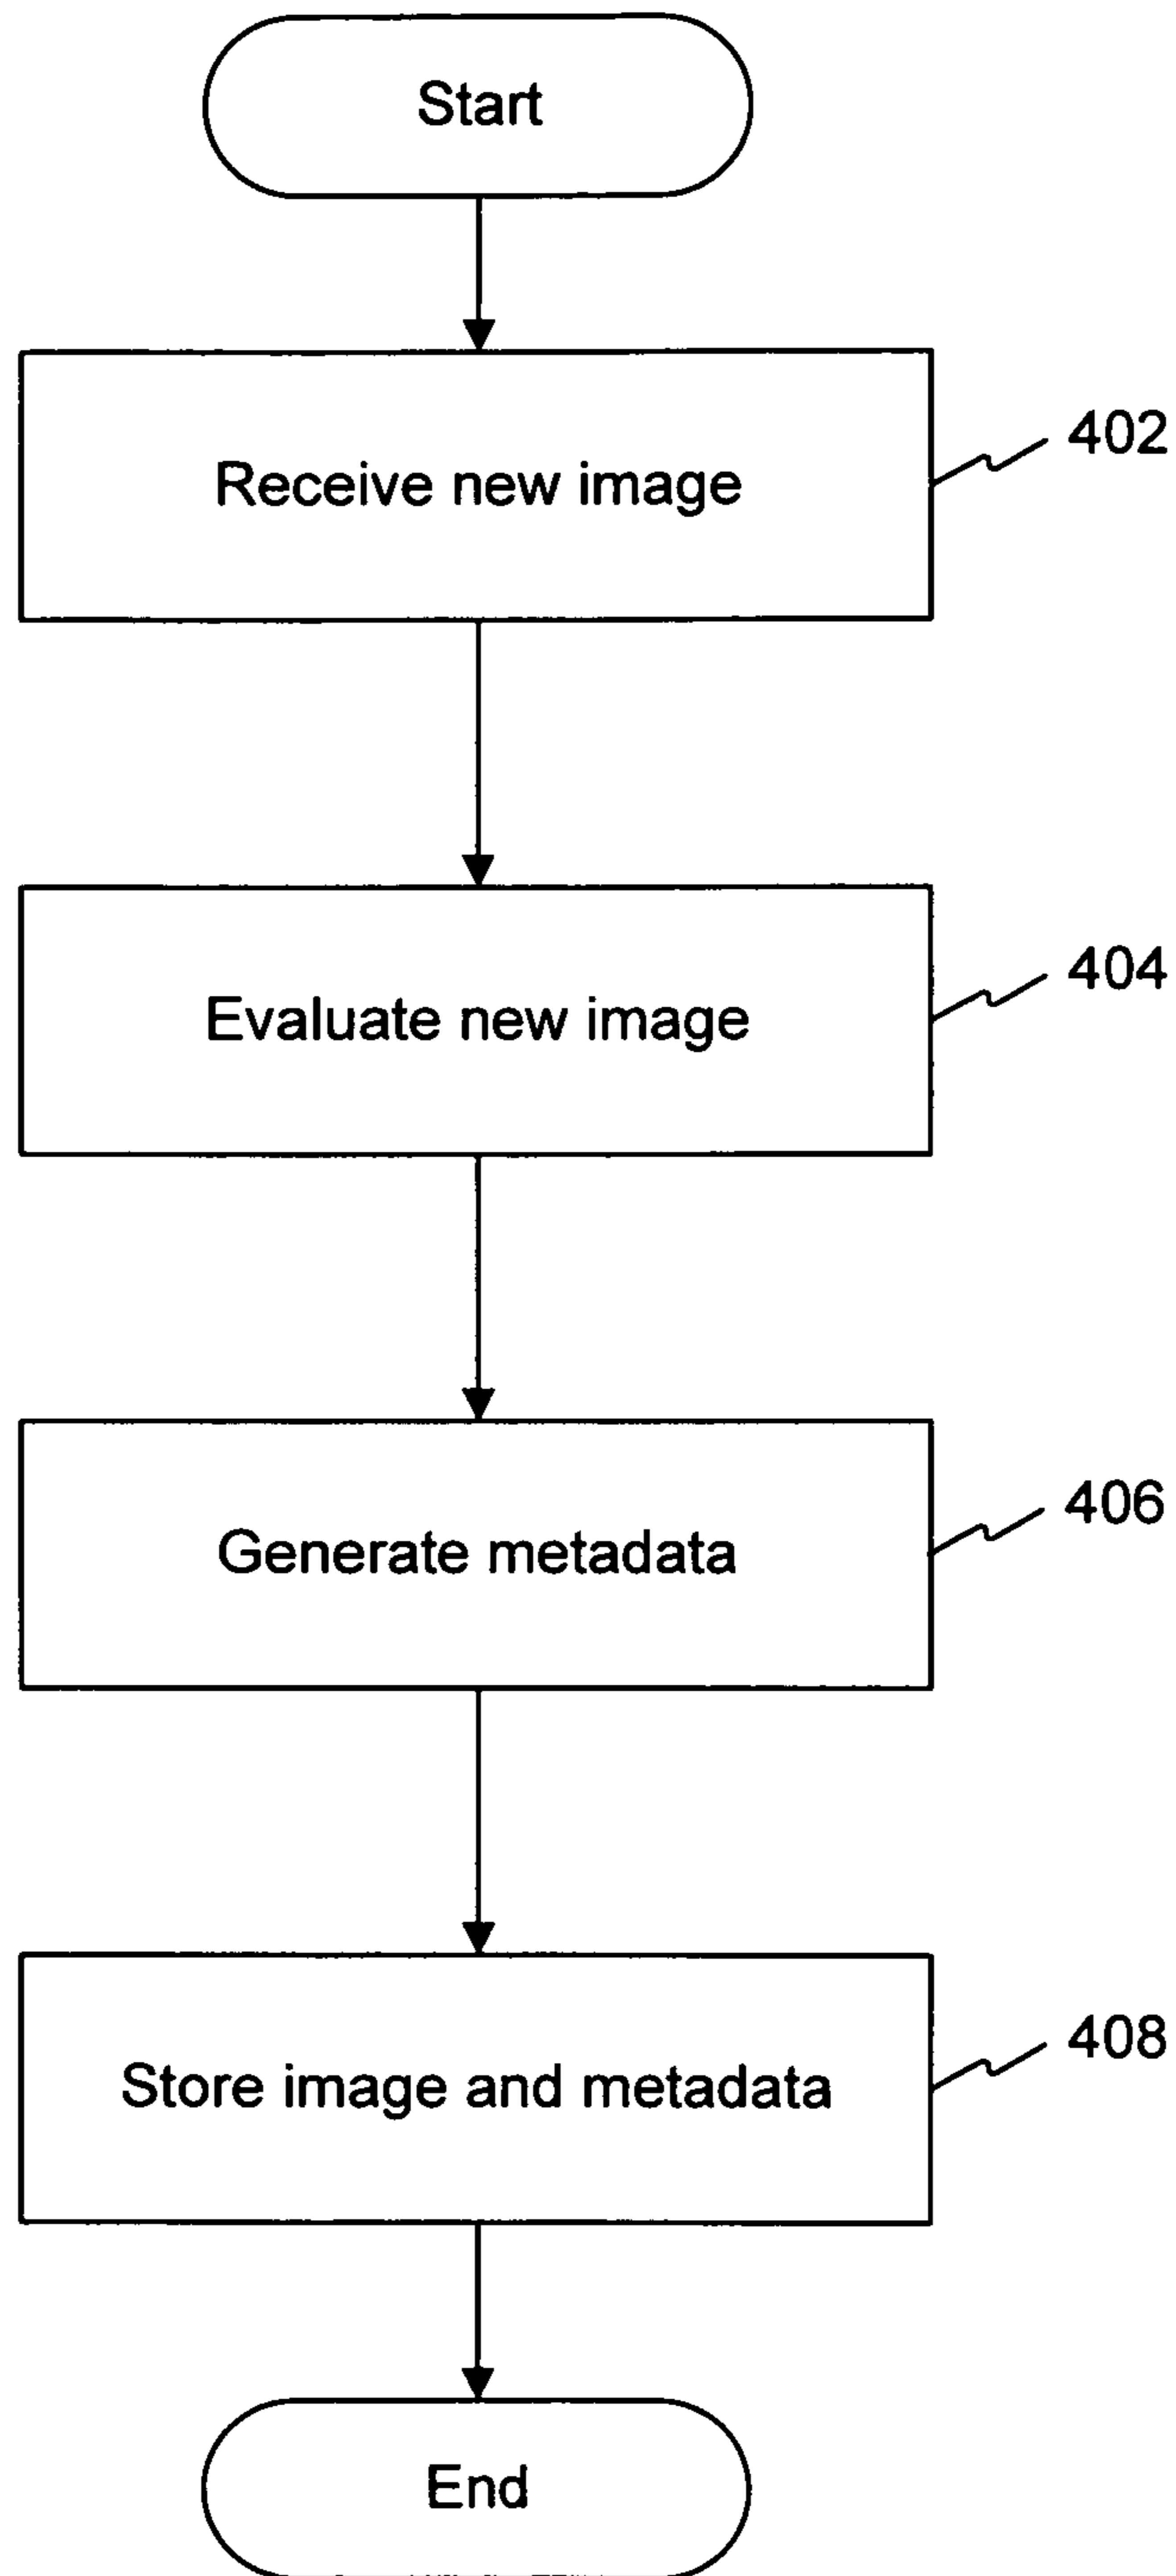 Start
Receive new image
402
Evaluate new image
404
Generate metadata
406
Store image and metadata
408
End